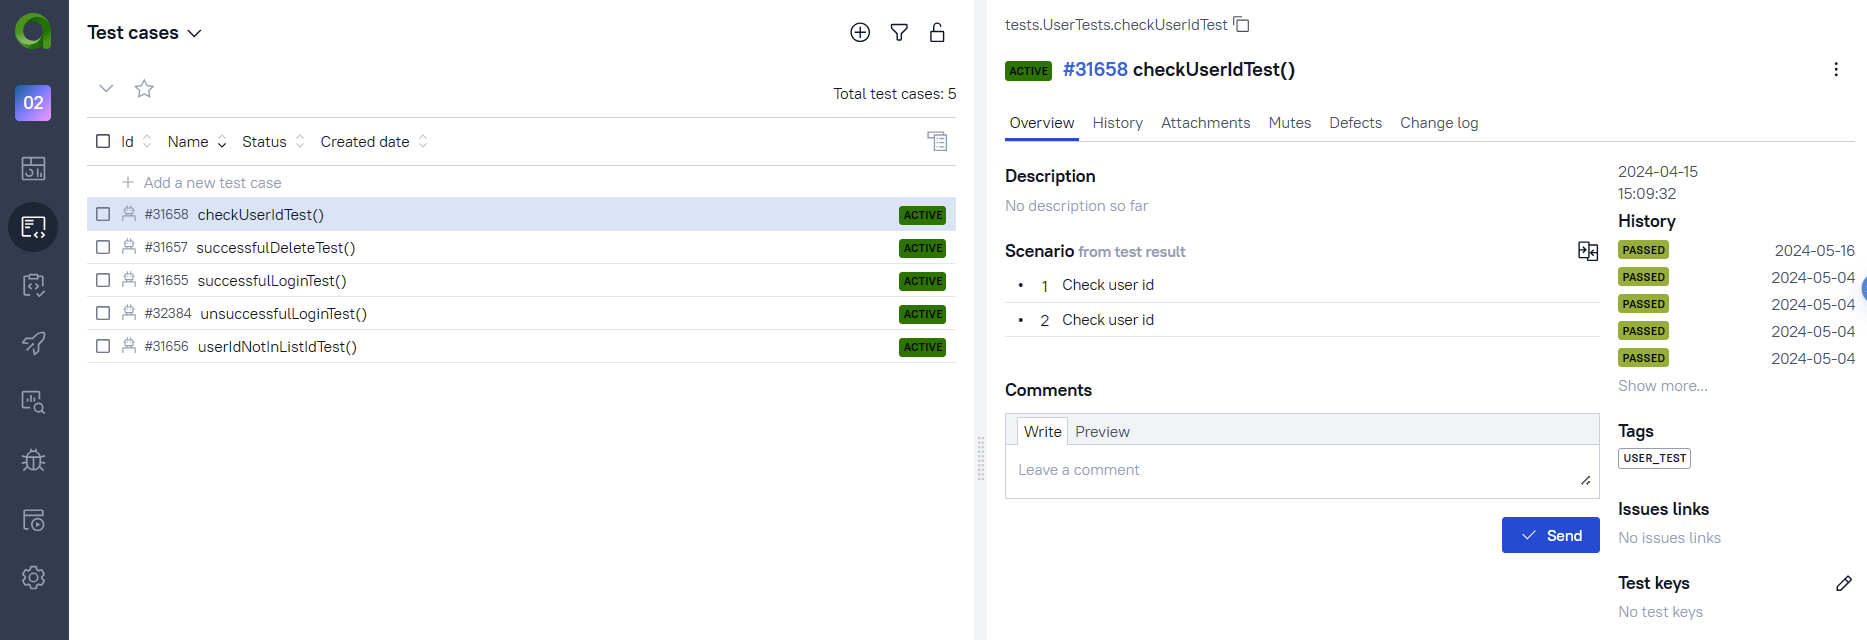 02
Test cases
Total test cases: 5
Id Name Status Created date
Add a new test case
#31658 checkUserIdTest() ACTIVE
#31657 successfulDeleteTest() ACTIVE
#31655 successfulLoginTest() ACTIVE
#32384 unsuccessfulLoginTest() ACTIVE
#31656 userIdNotInListIdTest() ACTIVE
tests.UserTests.checkUserIdTest
ACTIVE #31658 checkUserIdTest()
Overview History Attachments Mutes Defects Change log
Description
No description so far
Scenario from test result
• 1 Check user id
• 2 Check user id
Comments
Write Preview
Leave a comment
Send
2024-04-15
15:09:32
History
PASSED 2024-05-16
PASSED 2024-05-04
PASSED 2024-05-04
PASSED 2024-05-04
PASSED 2024-05-04
Show more...
Tags
USER_TEST
Issues links
No issues links
Test keys
No test keys